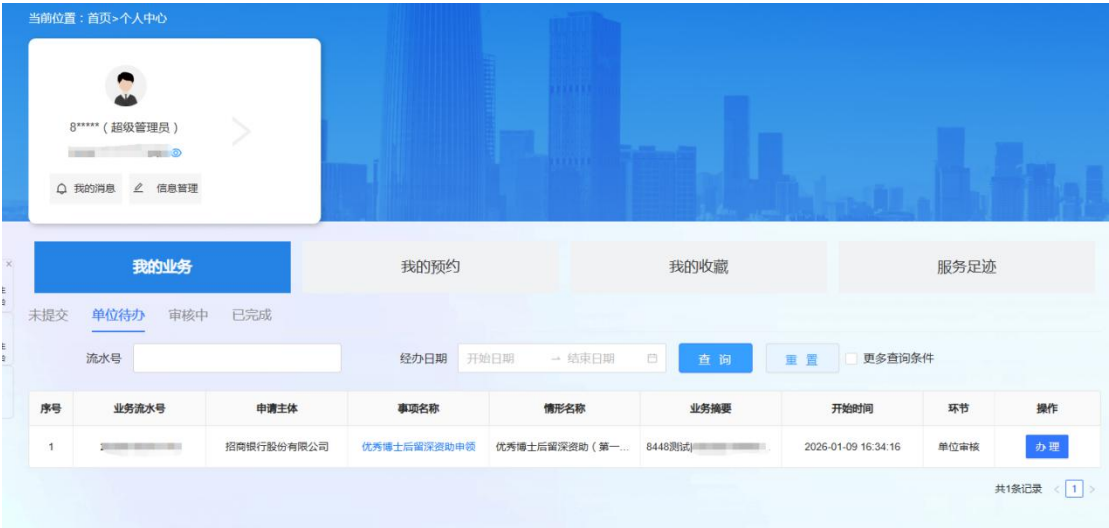 当前位置：首页>个人中心
8*****（超级管理员）
我的消息 信息管理
我的业务 我的预约 我的收藏 服务足迹
未提交 单位待办 审核中 已完成
流水号 经办日期 开始日期 → 结束日期 查 询 重 置 更多查询条件
序号 业务流水号 申请主体 事项名称 情形名称 业务摘要 开始时间 环节 操作
1 招商银行股份有限公司 优秀博士后留深资助申领 优秀博士后留深资助（第一... 8448测试 2026-01-09 16:34:16 单位审核 办 理
共1条记录 < 1 >